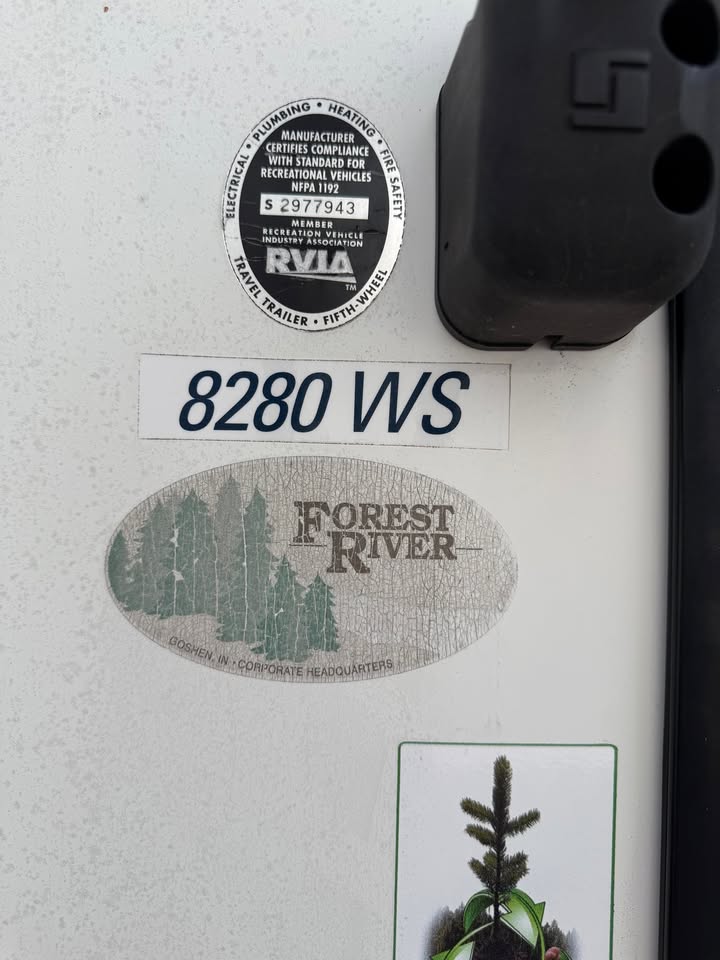 ELECTRICAL • PLUMBING • HEATING • FIRE SAFETY
MANUFACTURER
CERTIFIES COMPLIANCE
WITH STANDARD FOR
RECREATIONAL VEHICLES
NFPA 1192
S 2977943
MEMBER
RECREATION VEHICLE
INDUSTRY ASSOCIATION
RVIA
TM
TRAVEL TRAILER • FIFTH-WHEEL
8280 WS
FOREST
RIVER
GOSHEN, IN • CORPORATE HEADQUARTERS